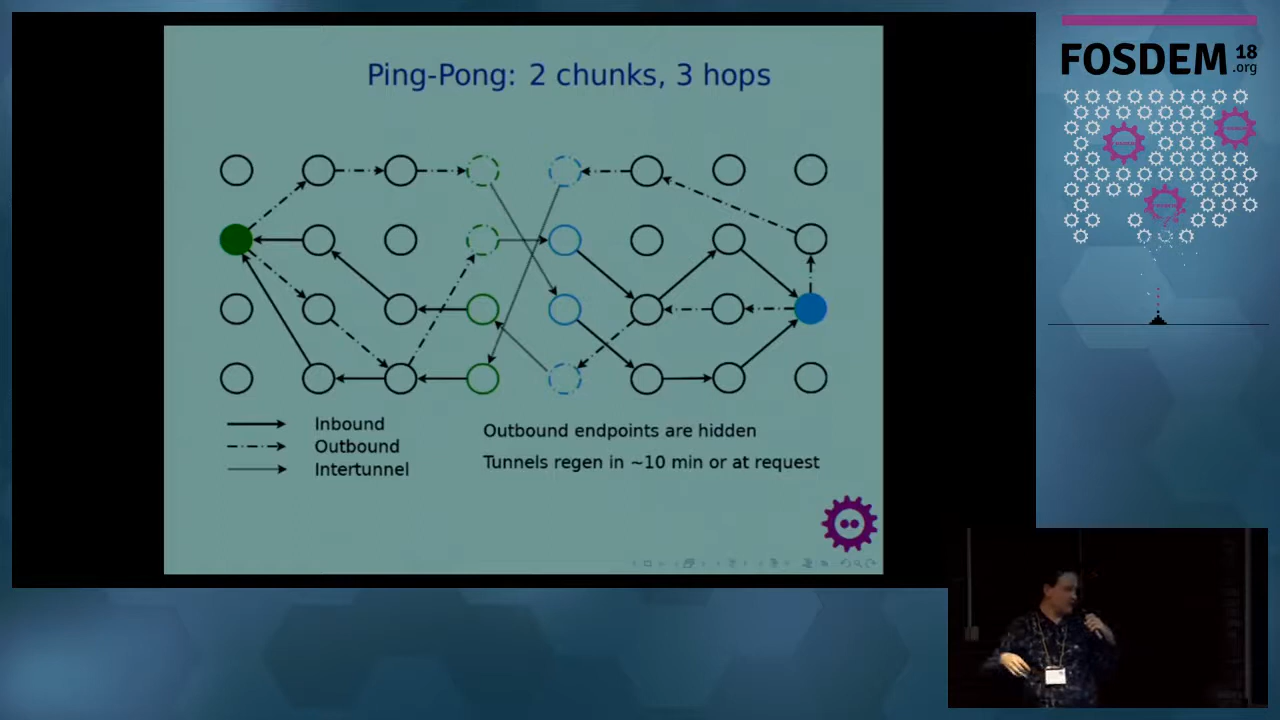 Ping-Pong: 2 chunks, 3 hops
Inbound
Outbound
Intertunnel
Outbound endpoints are hidden
Tunnels regen in ~10 min or at request
FOSDEM 18
.org